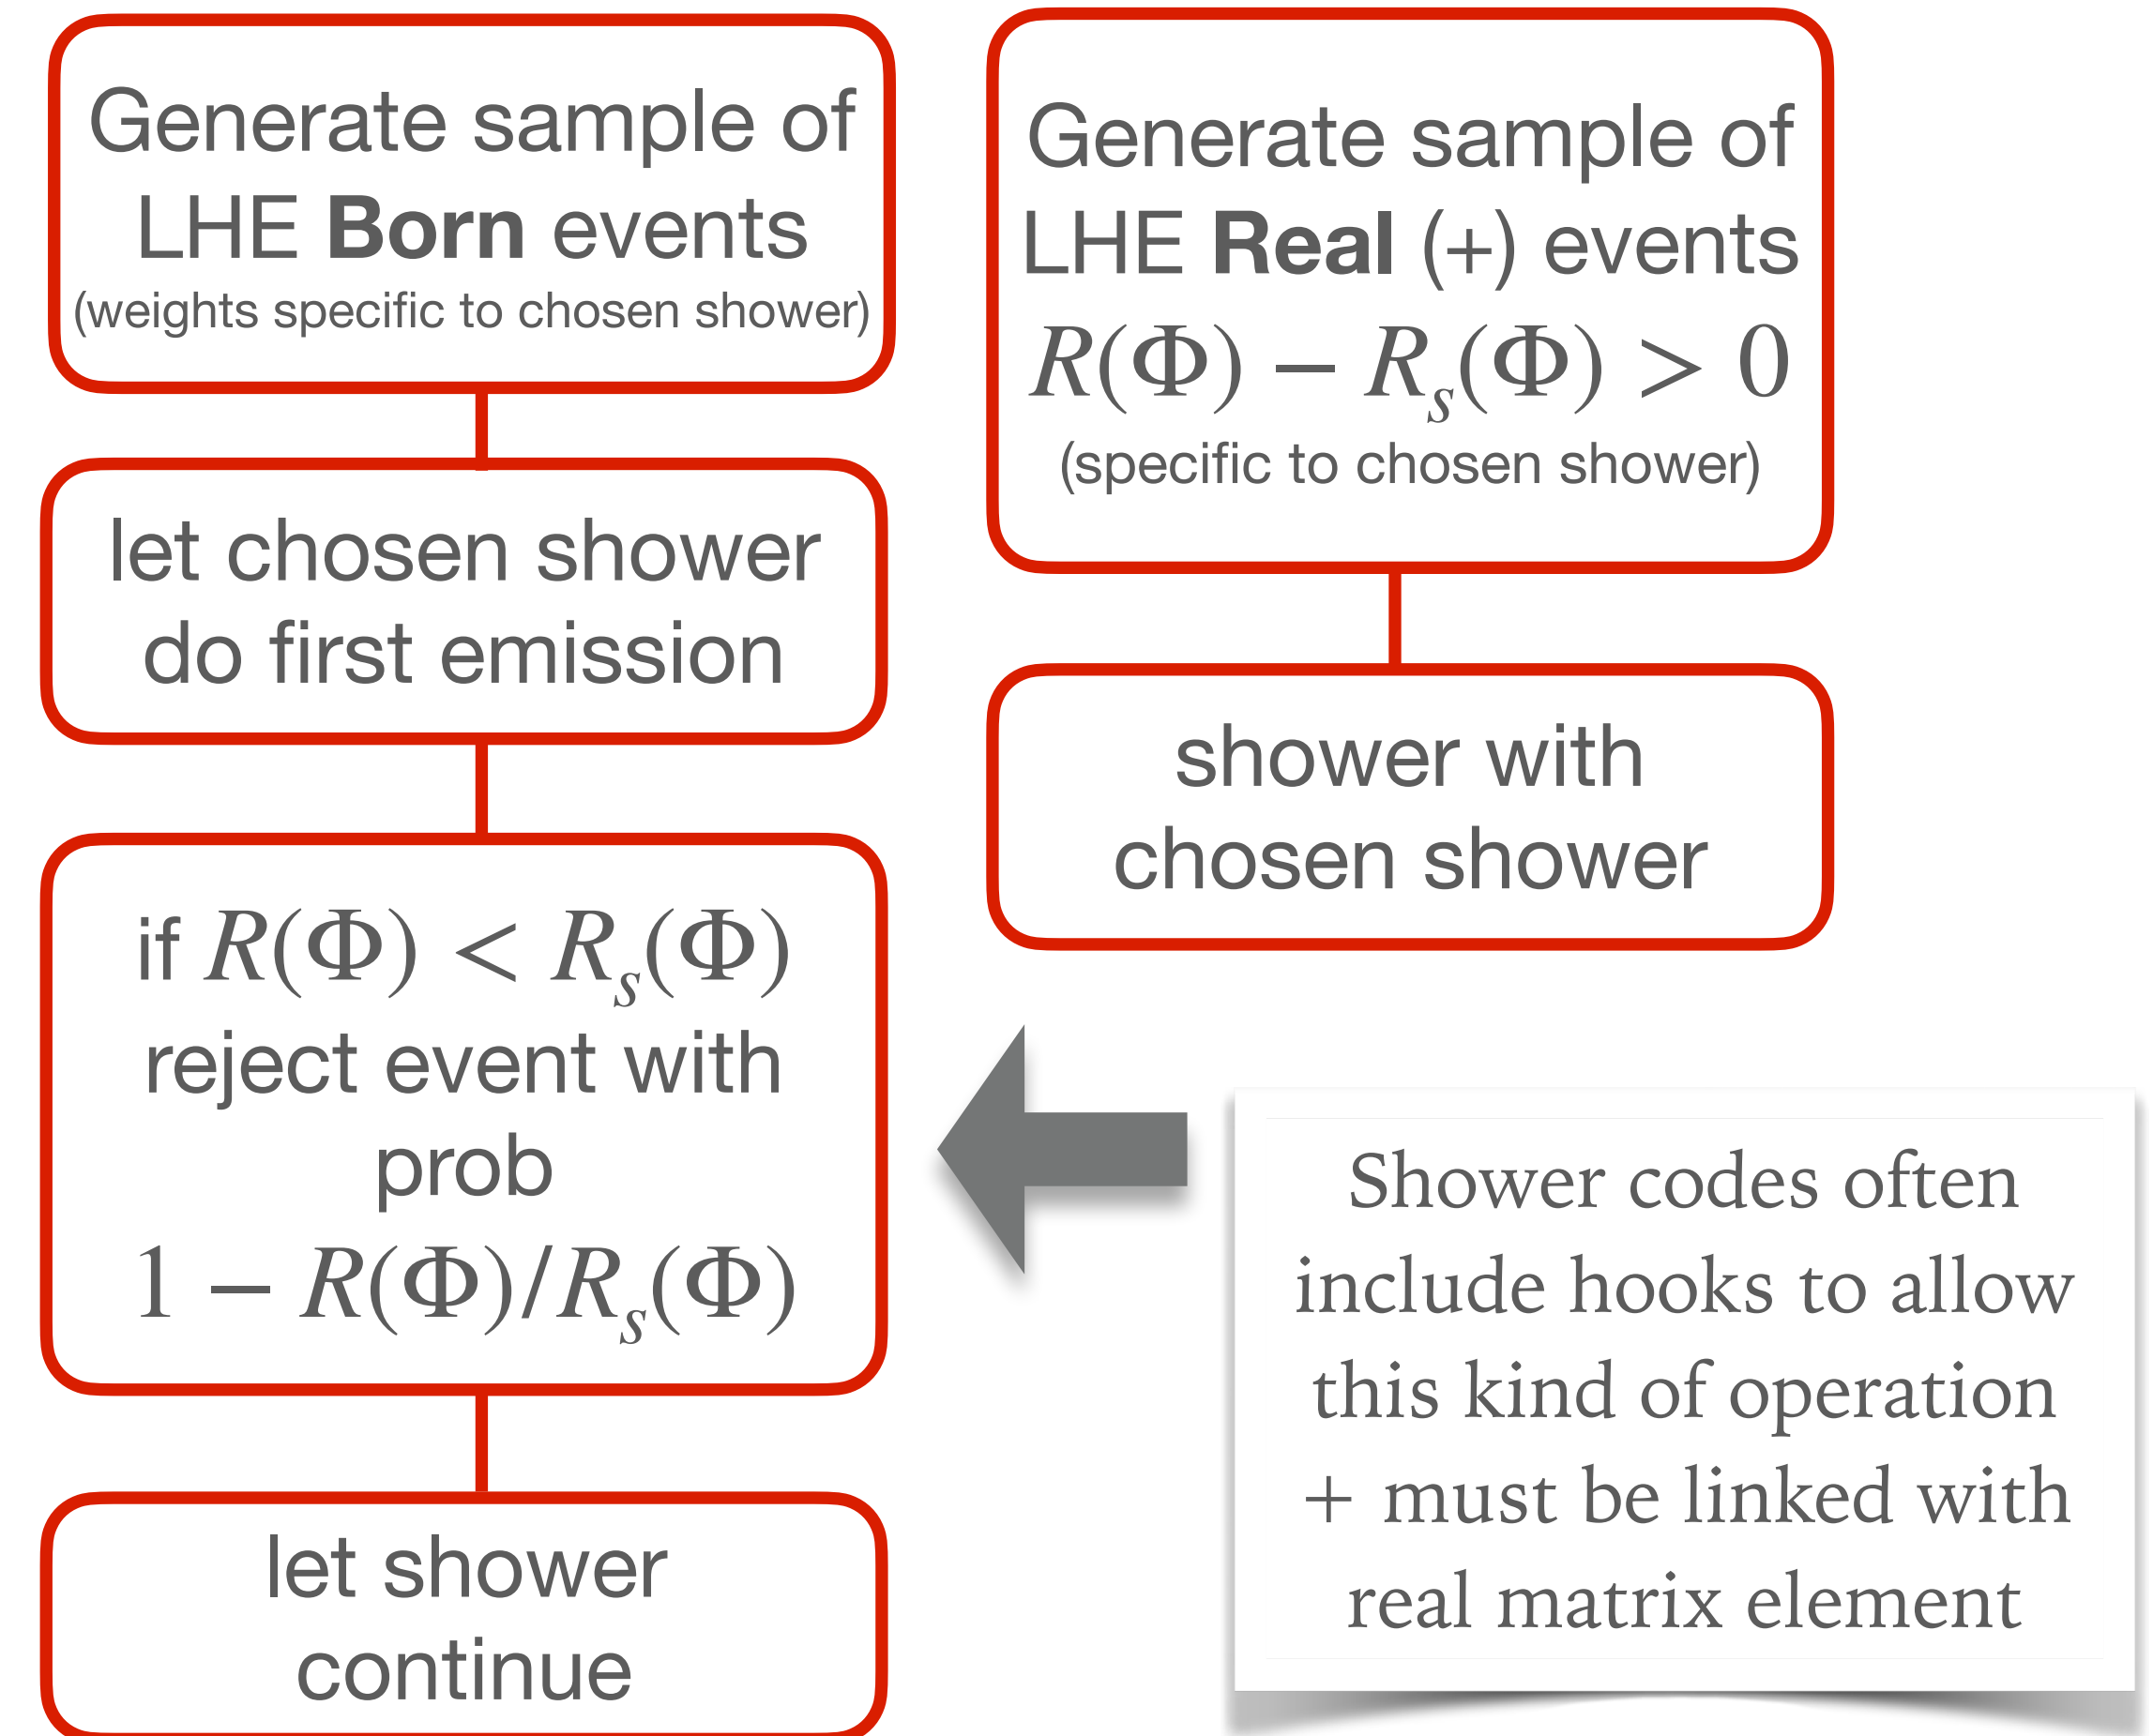 Generate sample of
LHE Born events
(weights specific to chosen shower)
let chosen shower
do first emission
if R(Φ) < Rₛ(Φ)
reject event with
prob
1 − R(Φ)/Rₛ(Φ)
let shower
continue
Generate sample of
LHE Real (+) events
R(Φ) − Rₛ(Φ) > 0
(specific to chosen shower)
shower with
chosen shower
Shower codes often
include hooks to allow
this kind of operation
+ must be linked with
real matrix element